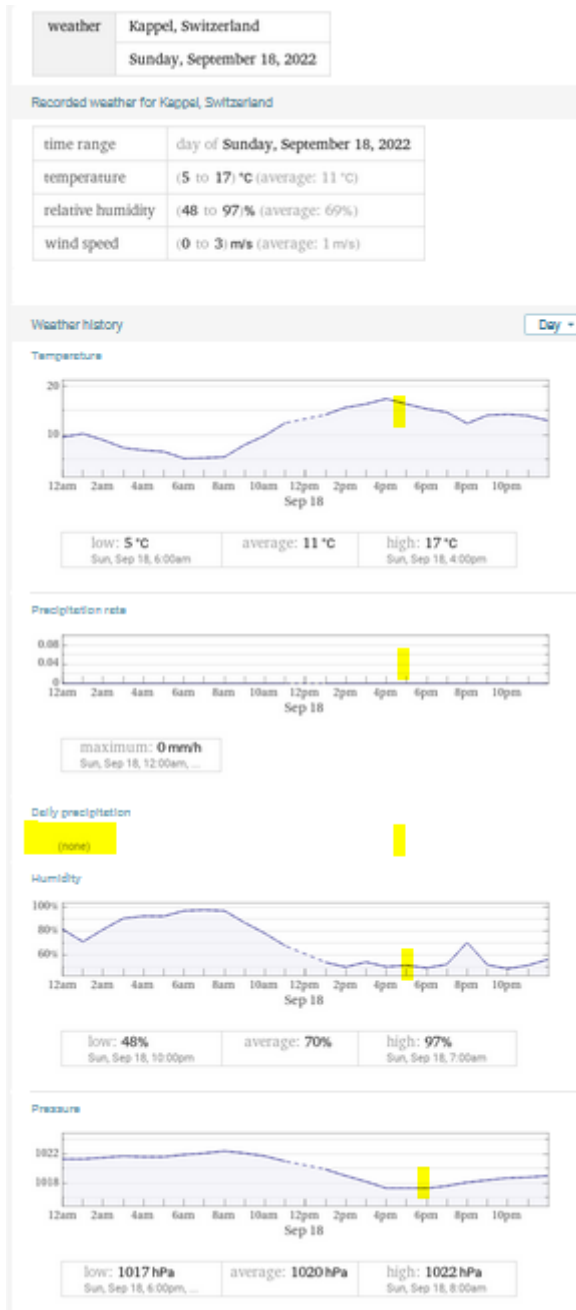 weather Kappel, Switzerland
Sunday, September 18, 2022
Recorded weather for Kappel, Switzerland
time range day of Sunday, September 18, 2022
temperature (5 to 17) °C (average: 11 °C)
relative humidity (48 to 97)% (average: 69%)
wind speed (0 to 3) m/s (average: 1 m/s)
Weather history Day
Temperature
20
10
12am 2am 4am 6am 8am 10am 12pm 2pm 4pm 6pm 8pm 10pm
Sep 18
low: 5 °C average: 11 °C high: 17 °C
Sun, Sep 18, 6:00am Sun, Sep 18, 4:00pm
Precipitation rate
0.08
0.04
0
12am 2am 4am 6am 8am 10am 12pm 2pm 4pm 6pm 8pm 10pm
Sep 18
maximum: 0 mm/h
Sun, Sep 18, 12:00am, ...
Daily precipitation
(none)
Humidity
100%
60%
12am 2am 4am 6am 8am 10am 12pm 2pm 4pm 6pm 8pm 10pm
Sep 18
low: 48% average: 70% high: 97%
Sun, Sep 18, 10:00pm Sun, Sep 18, 7:00am
Pressure
1022
1018
12am 2am 4am 6am 8am 10am 12pm 2pm 4pm 6pm 8pm 10pm
Sep 18
low: 1017 hPa average: 1020 hPa high: 1022 hPa
Sun, Sep 18, 6:00pm, ... Sun, Sep 18, 8:00am